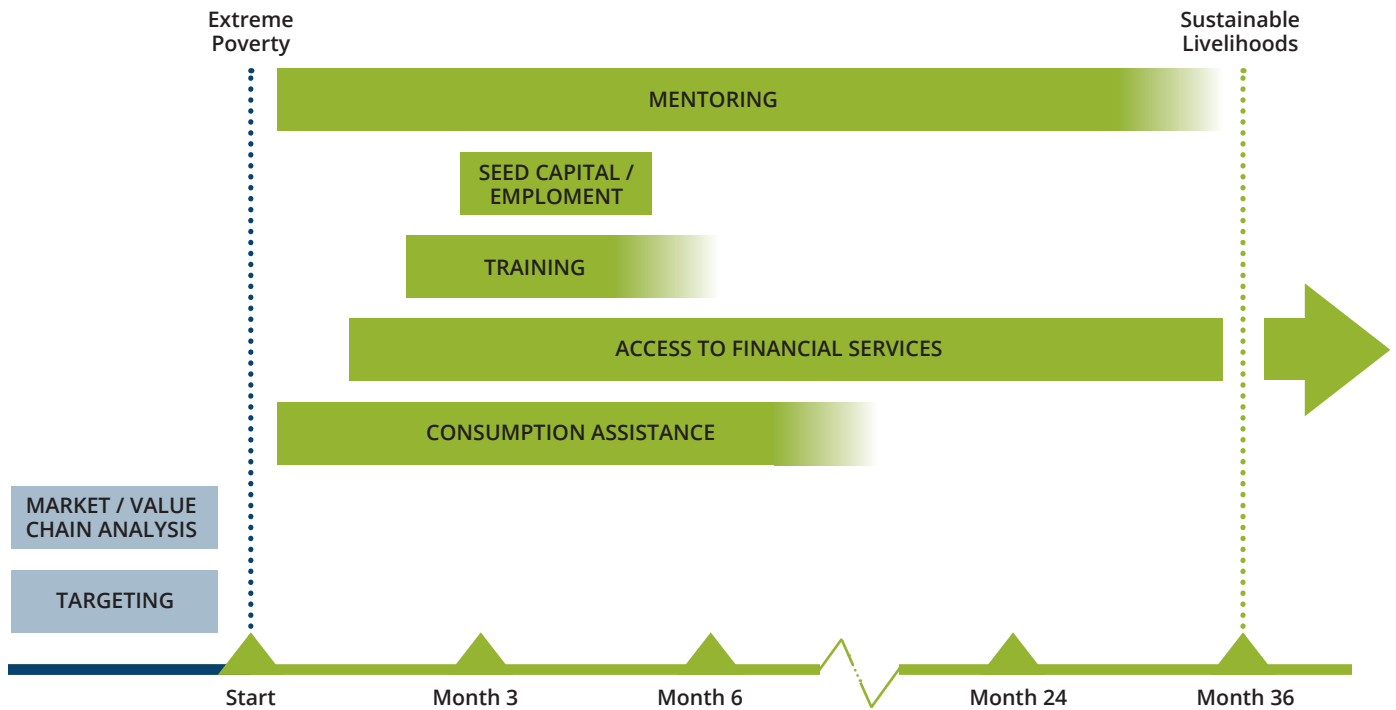 Extreme
Poverty
Sustainable
Livelihoods
MENTORING
SEED CAPITAL /
EMPLOMENT
TRAINING
ACCESS TO FINANCIAL SERVICES
CONSUMPTION ASSISTANCE
MARKET / VALUE
CHAIN ANALYSIS
TARGETING
Start
Month 3
Month 6
Month 24
Month 36